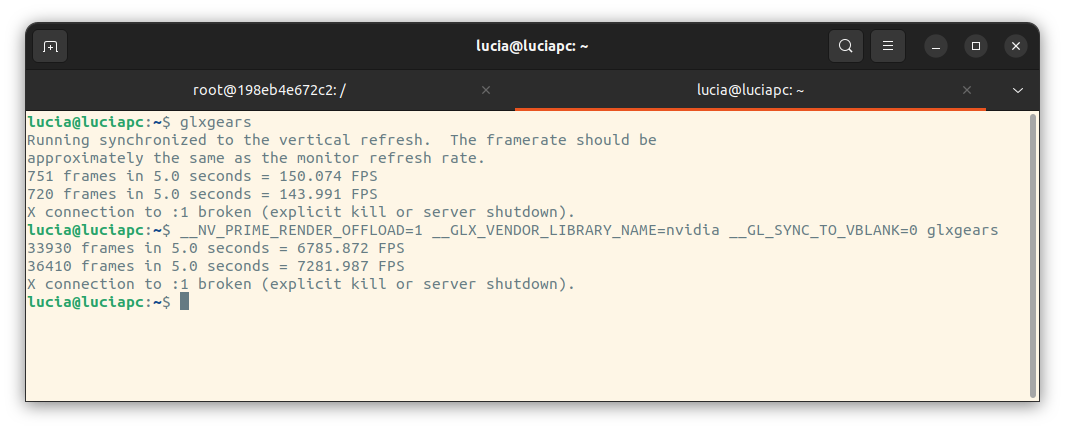 lucia@luciapc: ~
root@198eb4e672c2: /
lucia@luciapc: ~
lucia@luciapc:~$ glxgears
Running synchronized to the vertical refresh.  The framerate should be
approximately the same as the monitor refresh rate.
751 frames in 5.0 seconds = 150.074 FPS
720 frames in 5.0 seconds = 143.991 FPS
X connection to :1 broken (explicit kill or server shutdown).
lucia@luciapc:~$ __NV_PRIME_RENDER_OFFLOAD=1 __GLX_VENDOR_LIBRARY_NAME=nvidia __GL_SYNC_TO_VBLANK=0 glxgears
33930 frames in 5.0 seconds = 6785.872 FPS
36410 frames in 5.0 seconds = 7281.987 FPS
X connection to :1 broken (explicit kill or server shutdown).
lucia@luciapc:~$